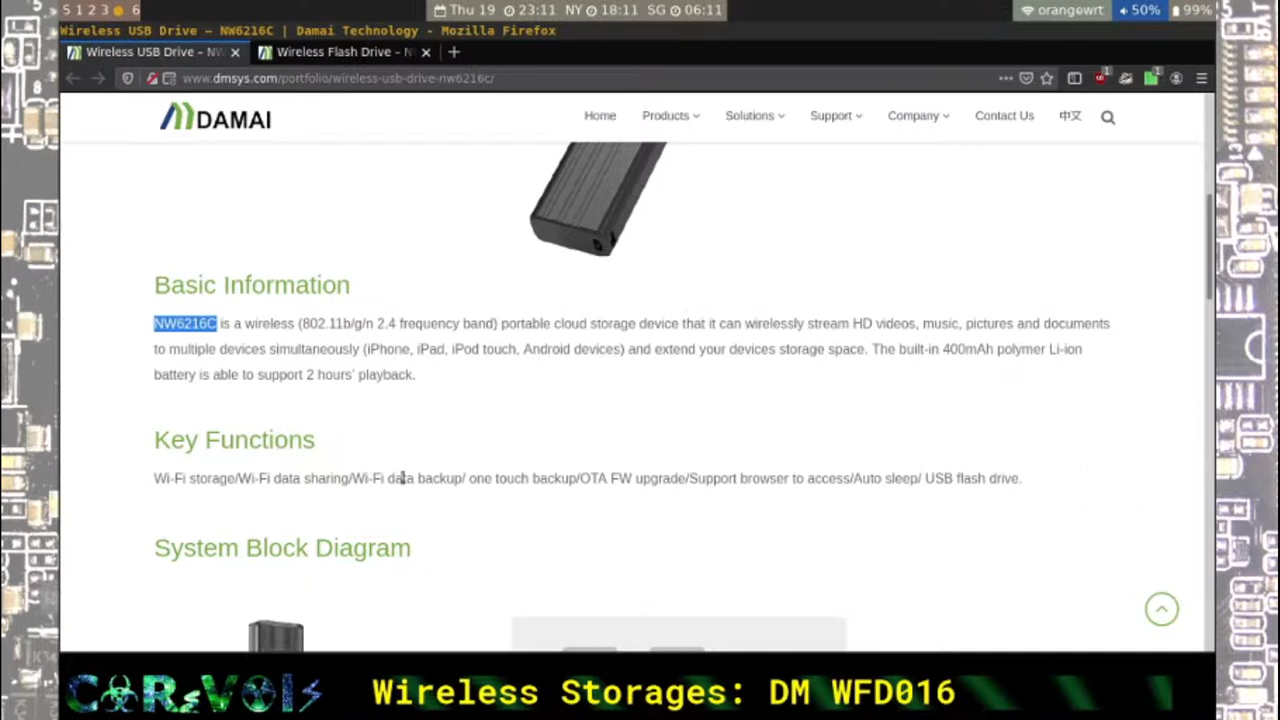 5 1 2 3 6
Thu 19 23:11 NY 18:11 SG 06:11
orangewrt 50% 99%
Wireless USB Drive – NW6216C | Damai Technology - Mozilla Firefox
Wireless USB Drive – NW
Wireless Flash Drive – N
www.dmsys.com/portfolio/wireless-usb-drive-nw6216c/
DAMAI
Home Products Solutions Support Company Contact Us 中文
Basic Information
NW6216C is a wireless (802.11b/g/n 2.4 frequency band) portable cloud storage device that it can wirelessly stream HD videos, music, pictures and documents
to multiple devices simultaneously (iPhone, iPad, iPod touch, Android devices) and extend your devices storage space. The built-in 400mAh polymer Li-ion
battery is able to support 2 hours' playback.
Key Functions
Wi-Fi storage/Wi-Fi data sharing/Wi-Fi data backup/ one touch backup/OTA FW upgrade/Support browser to access/Auto sleep/ USB flash drive.
System Block Diagram
Wireless Storages: DM WFD016